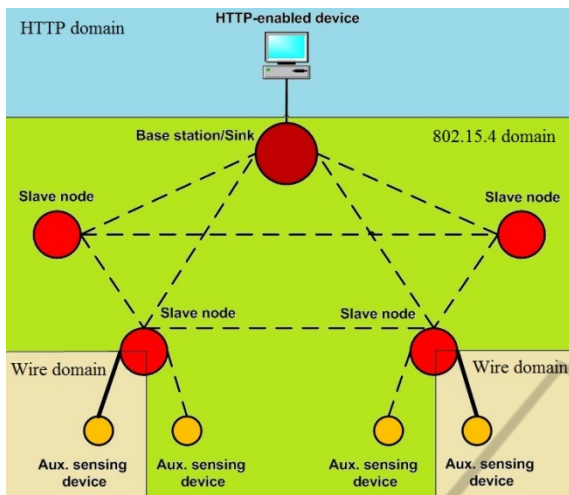 HTTP domain
HTTP-enabled device
Base station/Sink
802.15.4 domain
Slave node
Slave node
Slave node
Slave node
Wire domain
Wire domain
Aux. sensing
device
Aux. sensing
device
Aux. sensing
device
Aux. sensing
device